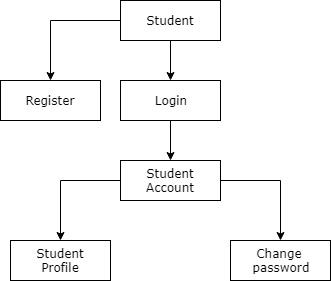 Student
Register
Login
Student
Account
Student
Profile
Change
password